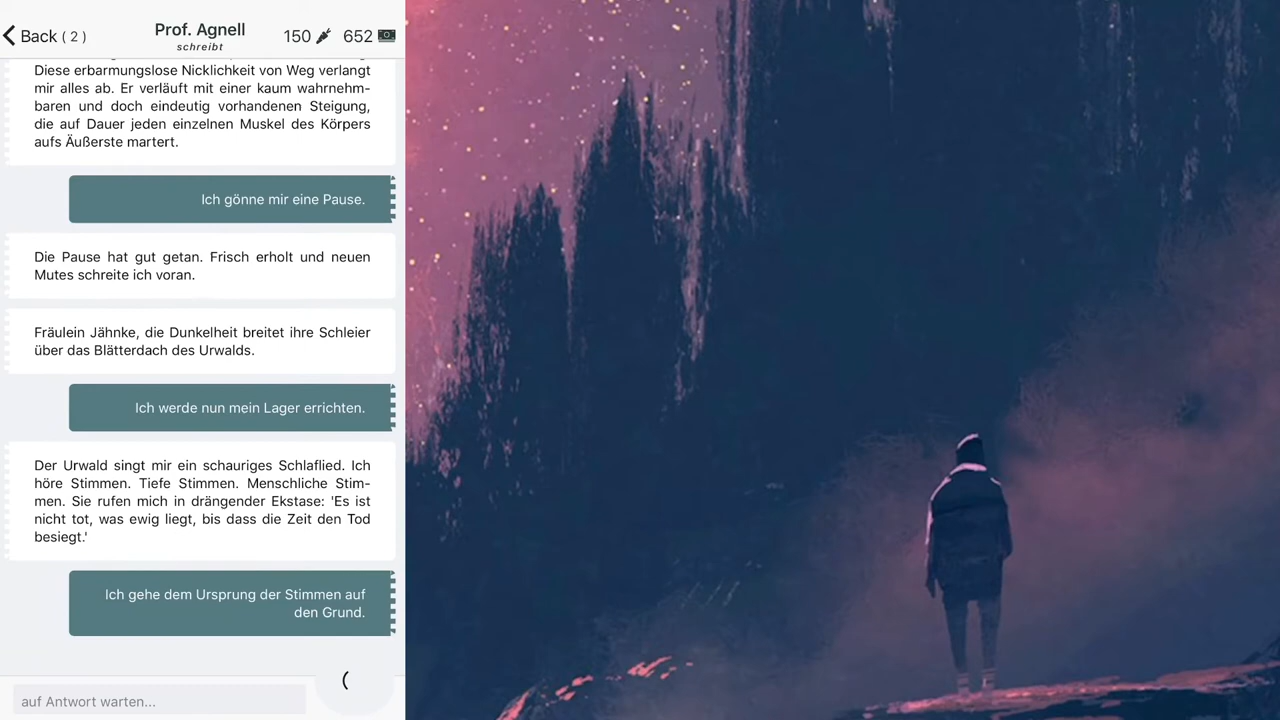 Back ( 2 )
Prof. Agnell
schreibt
150
652
Diese erbarmungslose Nicklichkeit von Weg verlangt
mir alles ab. Er verläuft mit einer kaum wahrnehm-
baren und doch eindeutig vorhandenen Steigung,
die auf Dauer jeden einzelnen Muskel des Körpers
aufs Äußerste martert.
Ich gönne mir eine Pause.
Die Pause hat gut getan. Frisch erholt und neuen
Mutes schreite ich voran.
Fräulein Jähnke, die Dunkelheit breitet ihre Schleier
über das Blätterdach des Urwalds.
Ich werde nun mein Lager errichten.
Der Urwald singt mir ein schauriges Schlaflied. Ich
höre Stimmen. Tiefe Stimmen. Menschliche Stim-
men. Sie rufen mich in drängender Ekstase: 'Es ist
nicht tot, was ewig liegt, bis dass die Zeit den Tod
besiegt.'
Ich gehe dem Ursprung der Stimmen auf
den Grund.
auf Antwort warten...